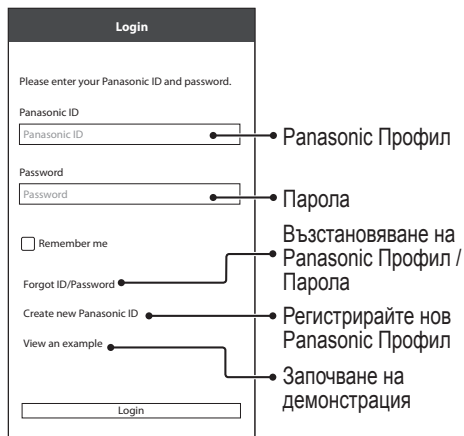 Login
Please enter your Panasonic ID and password.
Panasonic ID
Panasonic ID
Panasonic Профил
Password
Password
Парола
Remember me
Възстановяване на
Panasonic Профил /
Парола
Forgot ID/Password
Create new Panasonic ID
Регистрирайте нов
Panasonic Профил
View an example
Започване на
демонстрация
Login